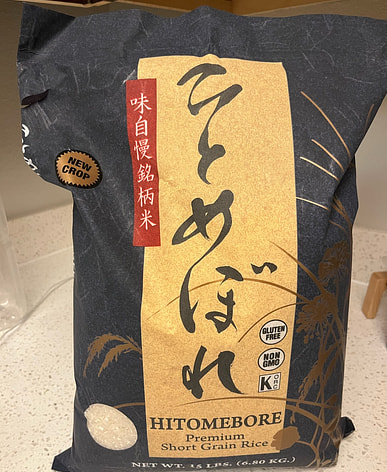 味自慢銘柄米
ひとめぼれ
NEW
CROP
GLUTEN
FREE
NON
GMO
K
ORC
HITOMEBORE
Premium
Short Grain Rice
NET WT. 15 LBS. (6.80 KG.)